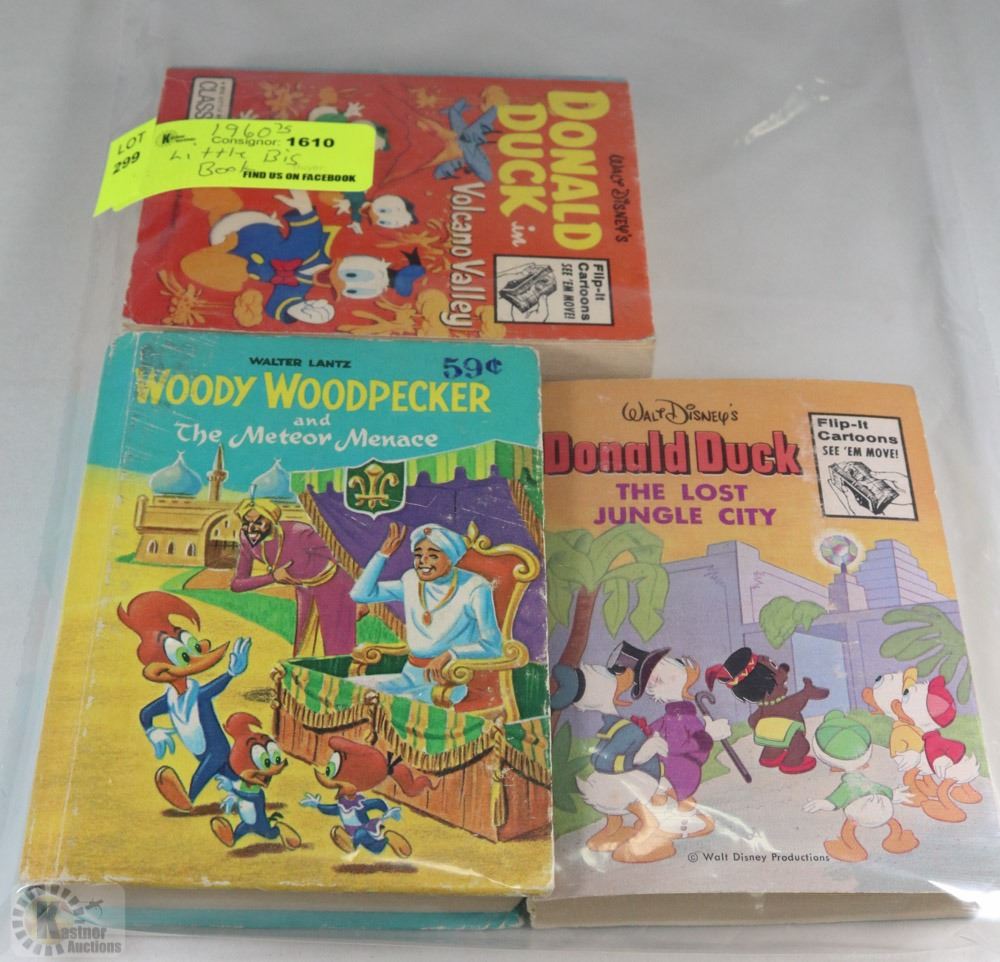 LOT
299
Consignor: 1610
1960's
Little Big
Book
FIND US ON FACEBOOK
CLASS
WALT DISNEY'S
DONALD
DUCK in
Volcano Valley
Flip-It
Cartoons
SEE 'EM MOVE!
WALTER LANTZ
59¢
WOODY WOODPECKER
and
The Meteor Menace
WALT DISNEY'S
Donald Duck
THE LOST
JUNGLE CITY
Flip-It
Cartoons
SEE 'EM MOVE!
© Walt Disney Productions
Kastner
Auctions